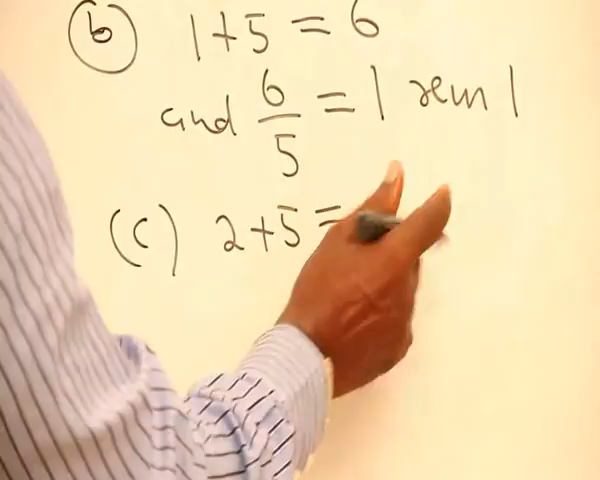 (b) 1+5 = 6
and 6/5 = 1 rem 1
(c) 2+5 =